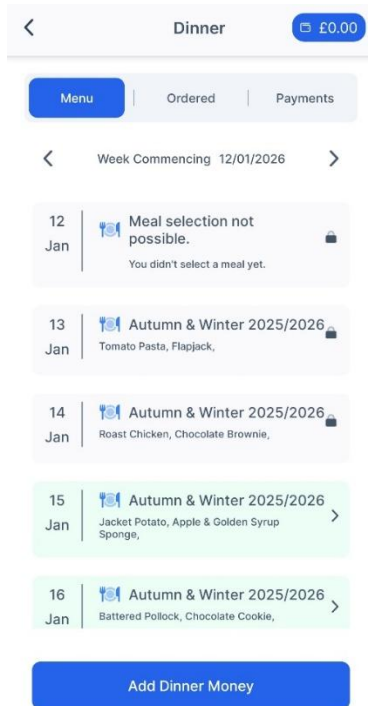 Dinner
£0.00
Menu
Ordered
Payments
Week Commencing 12/01/2026
12
Jan
Meal selection not
possible.
You didn't select a meal yet.
13
Jan
Autumn & Winter 2025/2026
Tomato Pasta, Flapjack,
14
Jan
Autumn & Winter 2025/2026
Roast Chicken, Chocolate Brownie,
15
Jan
Autumn & Winter 2025/2026
Jacket Potato, Apple & Golden Syrup
Sponge,
16
Jan
Autumn & Winter 2025/2026
Battered Pollock, Chocolate Cookie,
Add Dinner Money